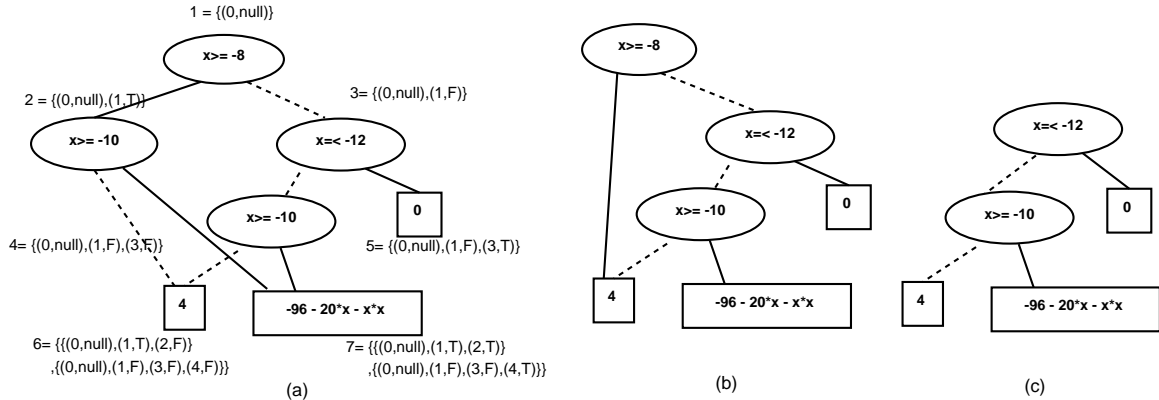 1 = {(0,null)}
x>= -8
2 = {(0,null),(1,T)}
3 = {(0,null),(1,F)}
x>= -10
x=< -12
x>= -10
0
4= {(0,null),(1,F),(3,F)}
5= {(0,null),(1,F),(3,T)}
4
-96 - 20*x - x*x
6= {{(0,null),(1,T),(2,F)}
,{(0,null),(1,F),(3,F),(4,F)}}
7= {{(0,null),(1,T),(2,T)}
,{(0,null),(1,F),(3,F),(4,T)}}
(a)
x>= -8
x=< -12
x>= -10
0
4
-96 - 20*x - x*x
(b)
x=< -12
x>= -10
0
4
-96 - 20*x - x*x
(c)